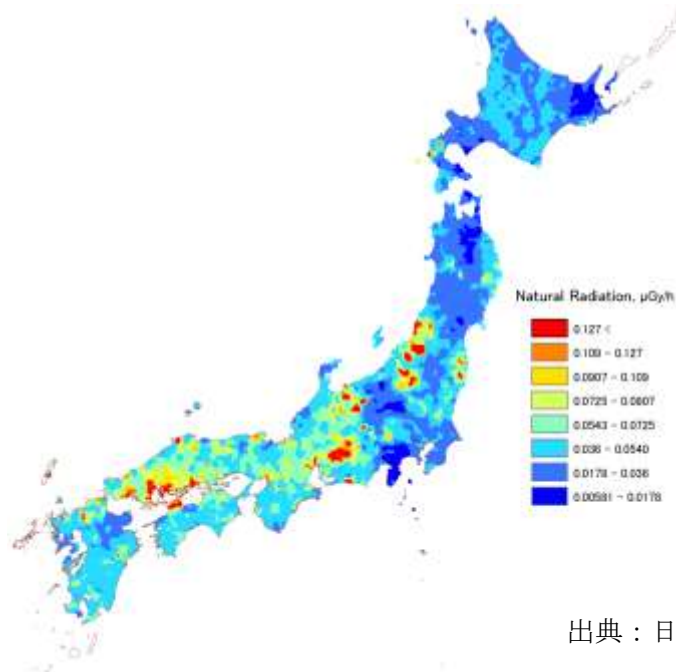 Natural Radiation, μGy/h
0.127 <
0.109 - 0.127
0.0907 - 0.109
0.0725 - 0.0907
0.0543 - 0.0725
0.036 - 0.0540
0.0178 - 0.036
0.00581 - 0.0178
出典：日